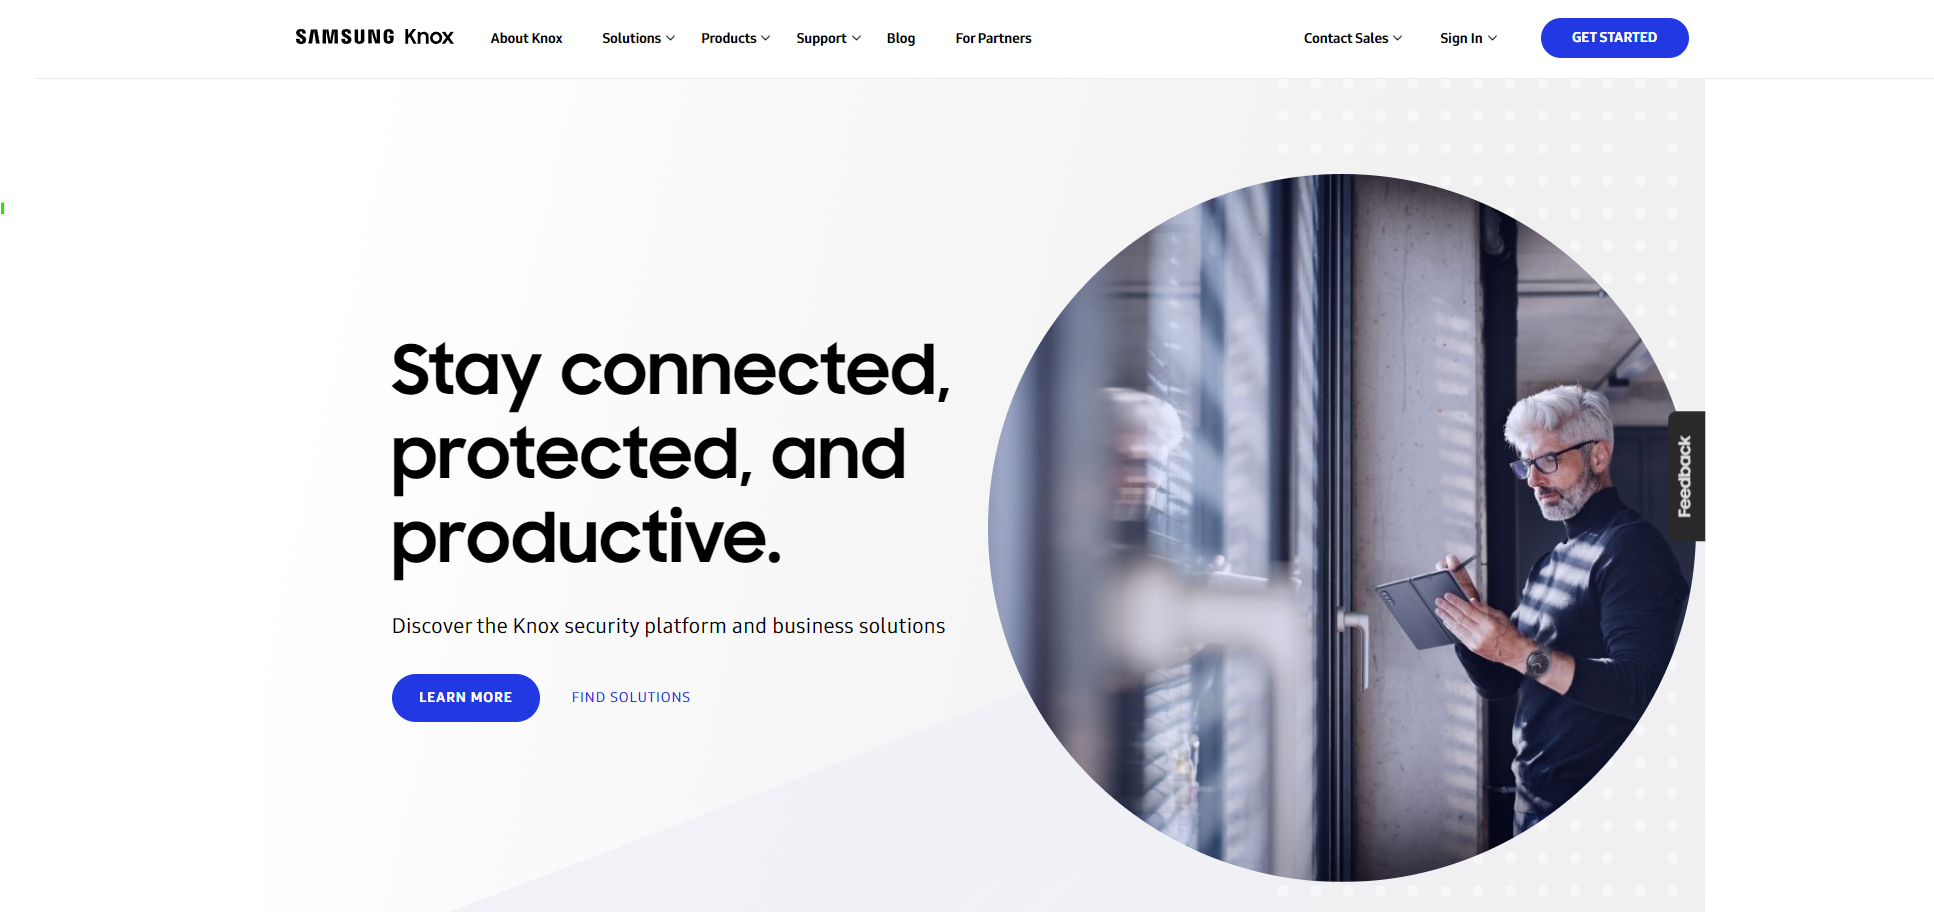 SAMSUNG Knox
About Knox
Solutions
Products
Support
Blog
For Partners
Contact Sales
Sign In
GET STARTED
Stay connected,
protected, and
productive.
Discover the Knox security platform and business solutions
LEARN MORE
FIND SOLUTIONS
Feedback